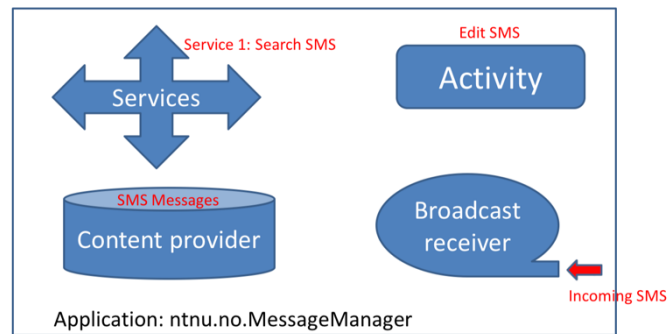 Service 1: Search SMS
Services
Edit SMS
Activity
SMS Messages
Content provider
Broadcast
receiver
Incoming SMS
Application: ntnu.no.MessageManager